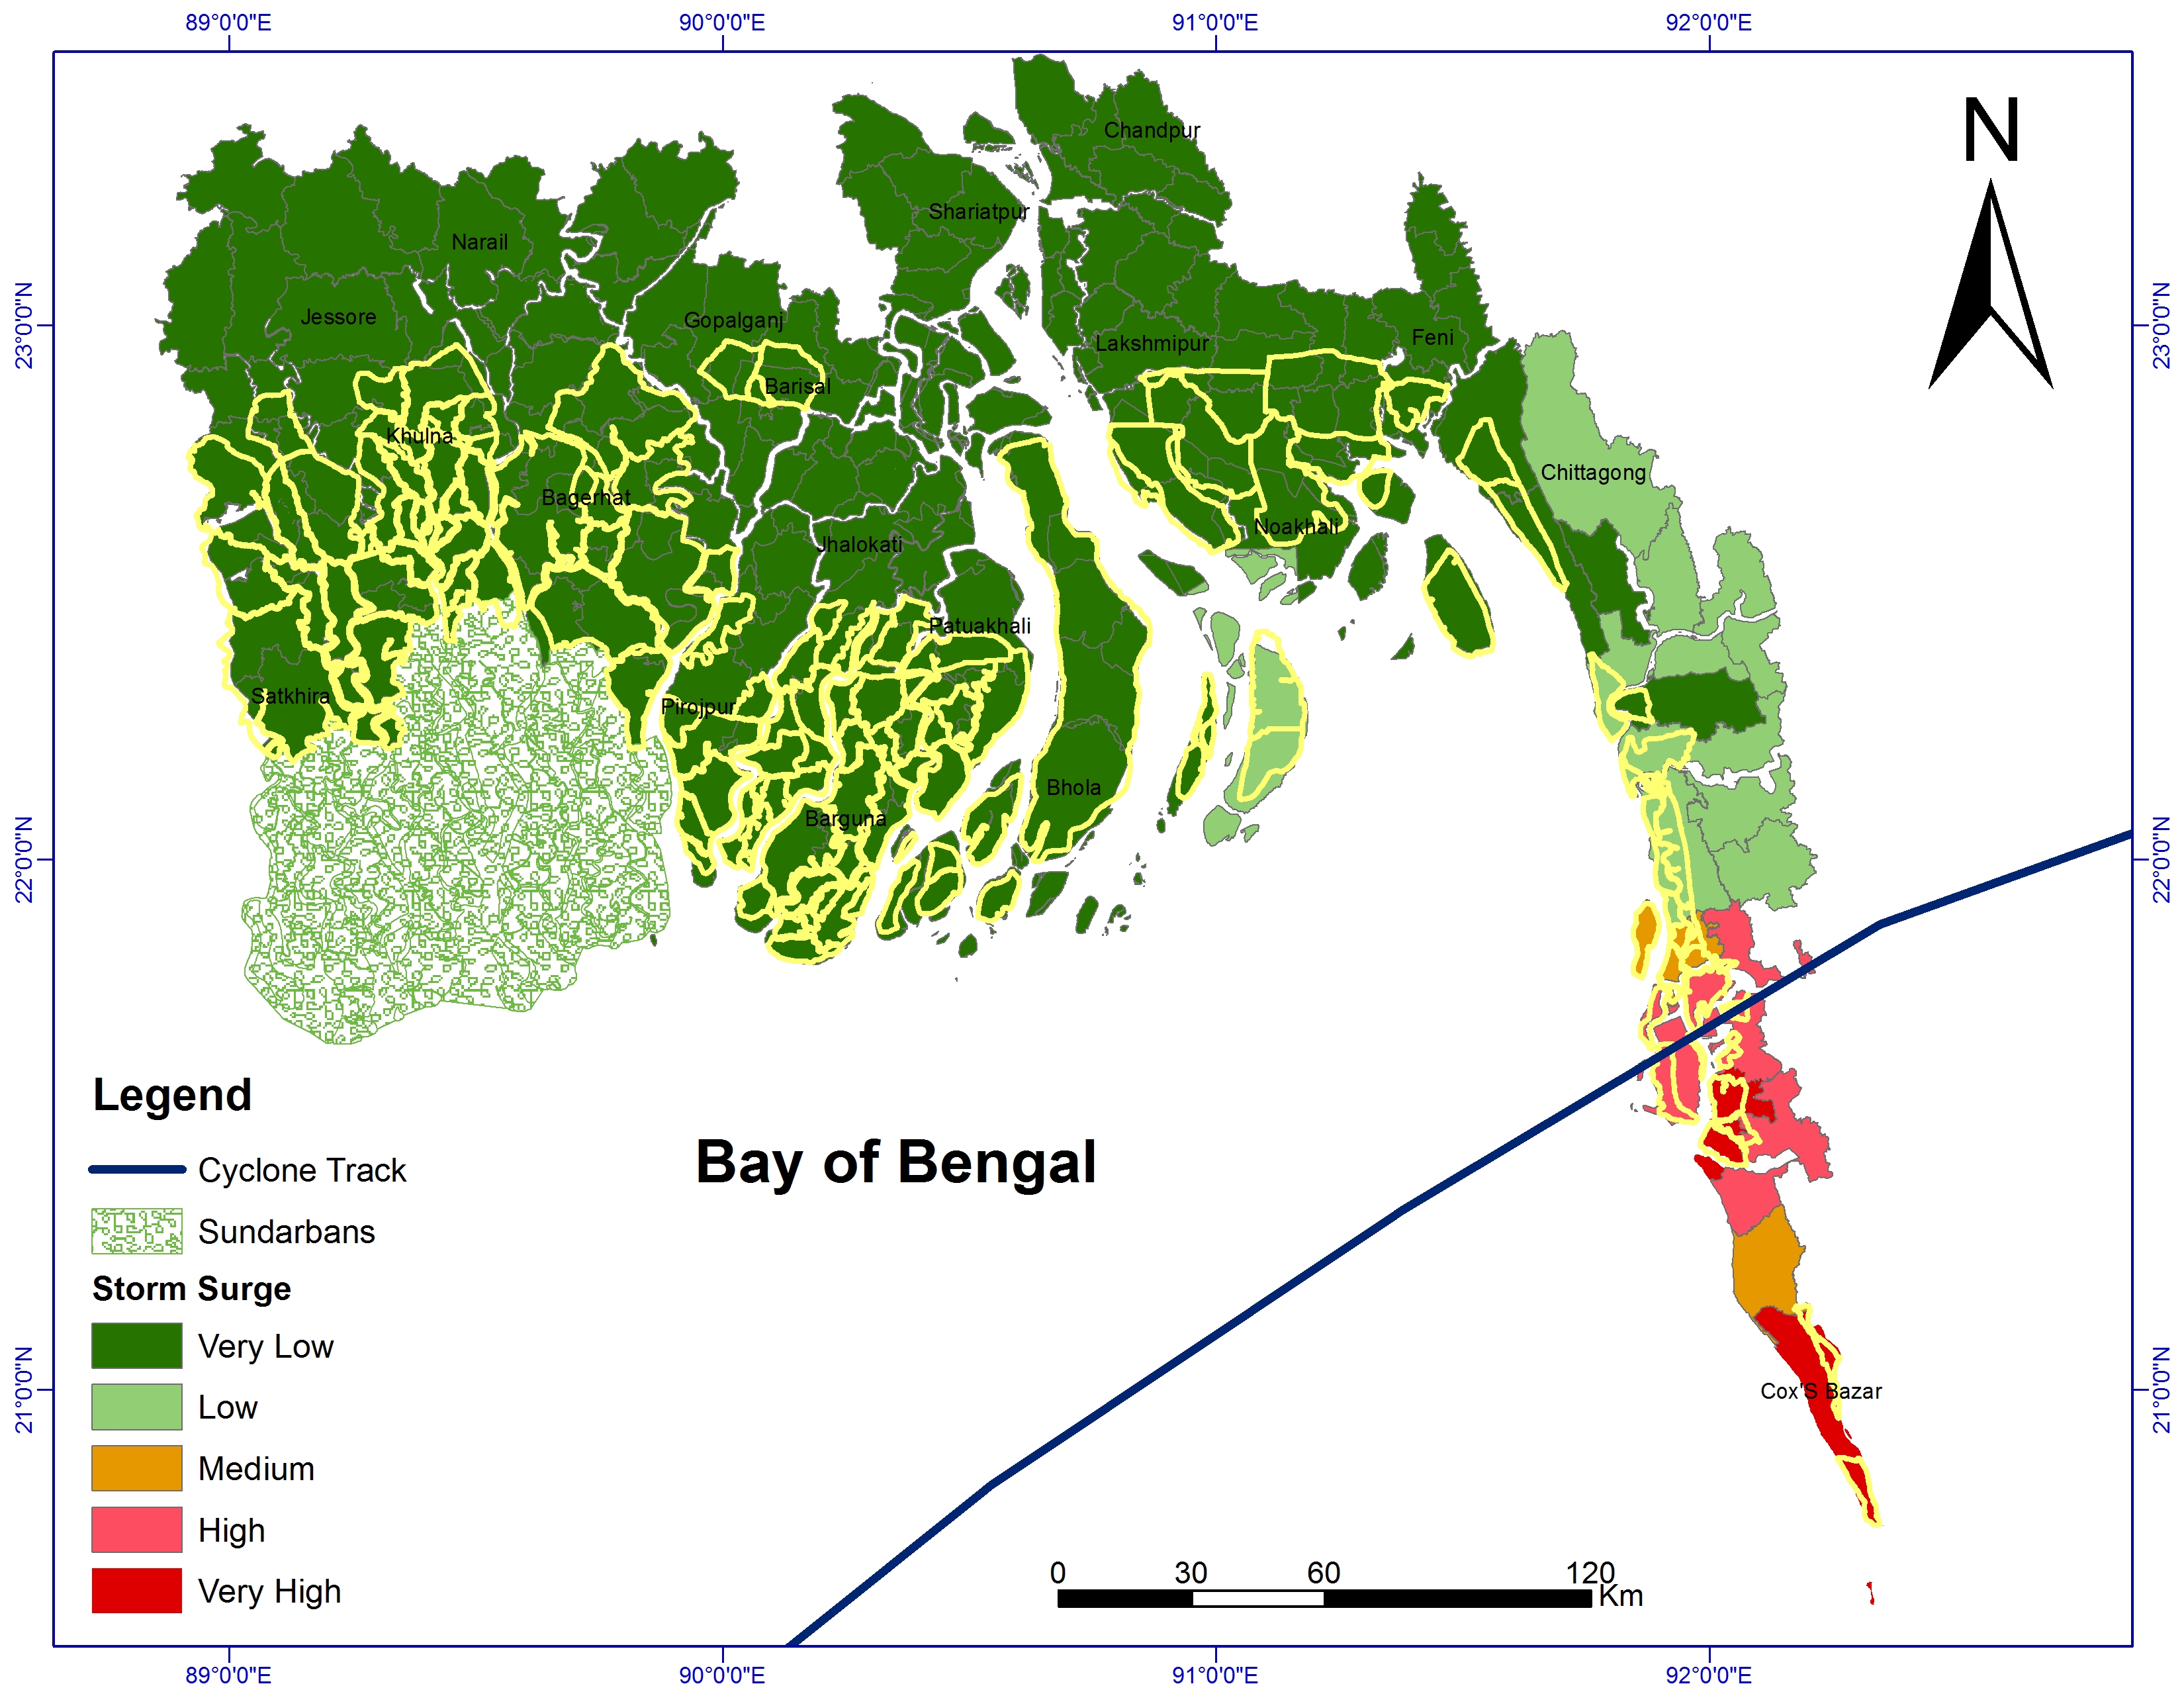 89°0'0"E
90°0'0"E
91°0'0"E
92°0'0"E
N
Chandpur
Shariatpur
Narail
23°0'0"N
23°0'0"N
Jessore
Gopalganj
Lakshmipur
Feni
Barisal
Khulna
Chittagong
Bagerhat
Noakhali
Jhalokati
Patuakhali
Satkhira
Pirojpur
Bhola
Barguna
22°0'0"N
22°0'0"N
Legend
Cyclone Track
Sundarbans
Storm Surge
Very Low
Low
Medium
High
Very High
Bay of Bengal
21°0'0"N
21°0'0"N
Cox'S Bazar
0 30 60 120
Km
89°0'0"E
90°0'0"E
91°0'0"E
92°0'0"E